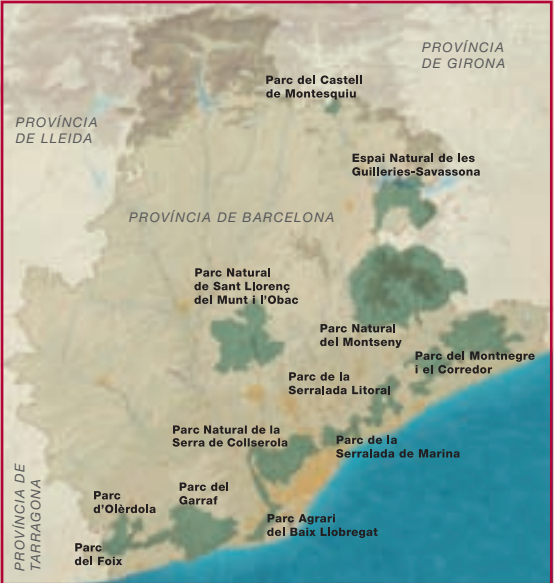 PROVÍNCIA
DE GIRONA
Parc del Castell
de Montesquiu
PROVÍNCIA
DE LLEIDA
Espai Natural de les
Guilleries-Savassona
PROVÍNCIA DE BARCELONA
Parc Natural
de Sant Llorenç
del Munt i l'Obac
Parc Natural
del Montseny
Parc del Montnegre
i el Corredor
Parc de la
Serralada Litoral
Parc Natural de la
Serra de Collserola
Parc de la
Serralada de Marina
PROVÍNCIA DE
TARRAGONA
Parc
d'Olèrdola
Parc del
Garraf
Parc Agrari
del Baix Llobregat
Parc
del Foix